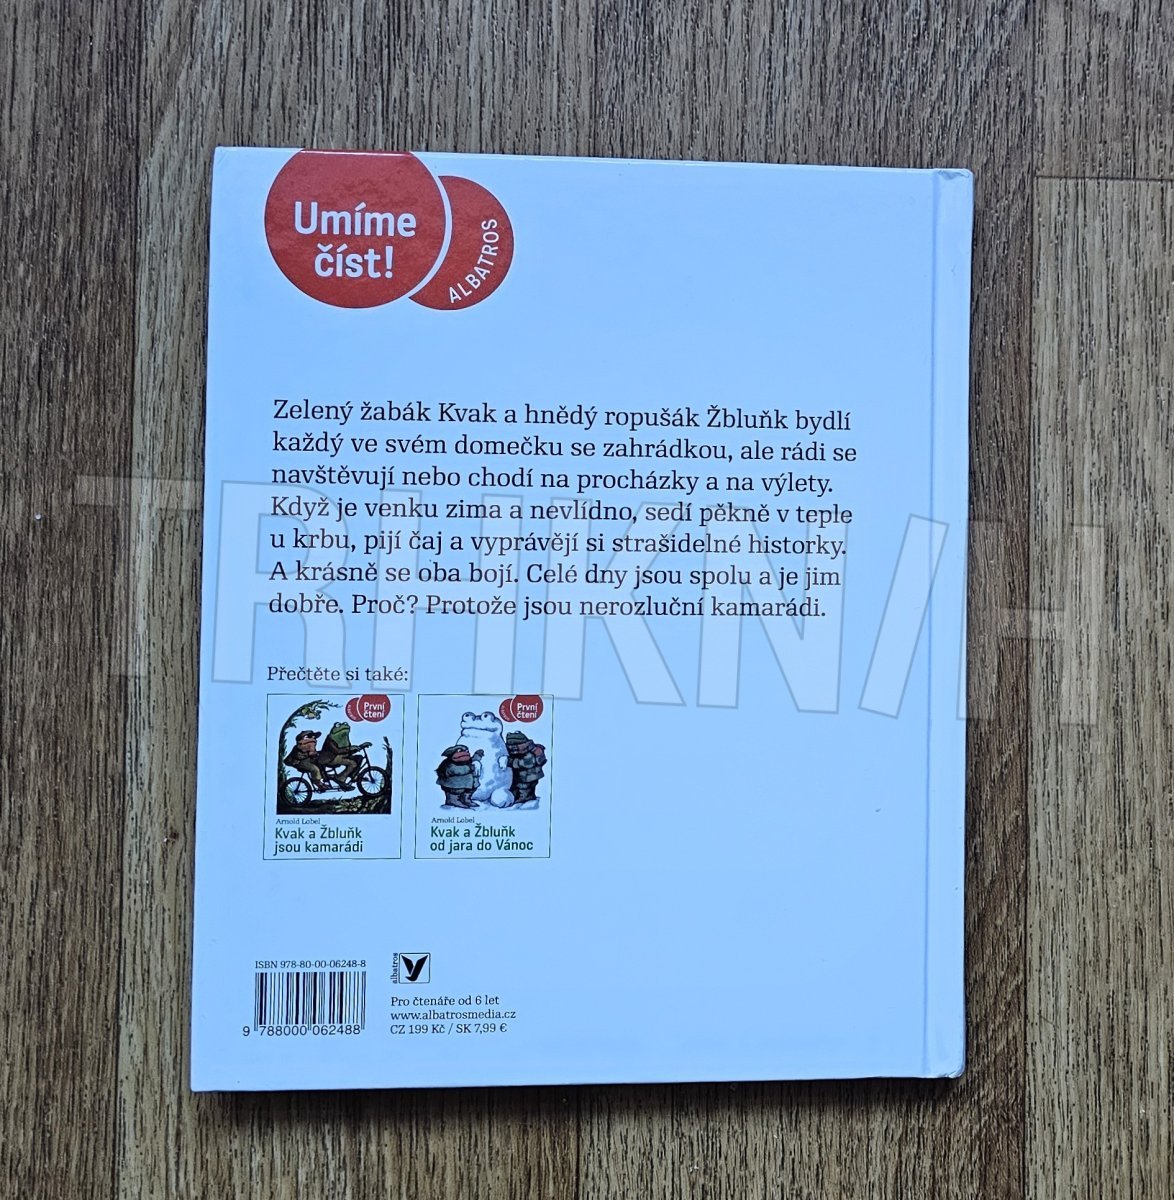 Umíme
číst!
ALBATROS
Zelený žabák Kvak a hnědý ropušák Žbluňk bydlí
každý ve svém domečku se zahrádkou, ale rádi se
navštěvují nebo chodí na procházky a na výlety.
Když je venku zima a nevlídno, sedí pěkně v teple
u krbu, pijí čaj a vyprávějí si strašidelné historky.
A krásně se oba bojí. Celé dny jsou spolu a je jim
dobře. Proč? Protože jsou nerozluční kamarádi.
TRHKNIH
Přečtěte si také:
První
čtení
Arnold Lobel
Kvak a Žbluňk
jsou kamarádi
První
čtení
Arnold Lobel
Kvak a Žbluňk
od jara do Vánoc
ISBN 978-80-00-06248-8
9 788000 062488
albatros
Pro čtenáře od 6 let
www.albatrosmedia.cz
CZ 199 Kč / SK 7,99 €